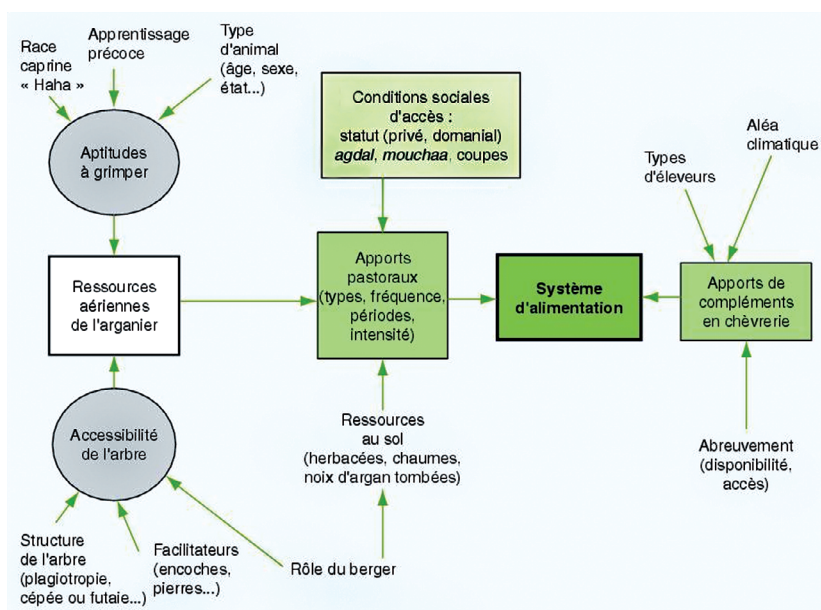 Race
caprine
« Haha »
Apprentissage
précoce
Type
d'animal
(âge, sexe,
état...)
Aptitudes
à grimper
Conditions sociales
d'accès :
statut (privé, domanial)
agdal, mouchaa, coupes
Types
d'éleveurs
Aléa
climatique
Ressources
aériennes
de l'arganier
Apports
pastoraux
(types, fréquence,
périodes,
intensité)
Système
d'alimentation
Apports de
compléments
en chèvrerie
Accessibilité
de l'arbre
Ressources
au sol
(herbacées, chaumes,
noix d'argan tombées)
Abreuvement
(disponibilité,
accès)
Structure
de l'arbre
(plagiotropie,
cépée ou futaie...)
Facilitateurs
(encoches,
pierres...)
Rôle du berger